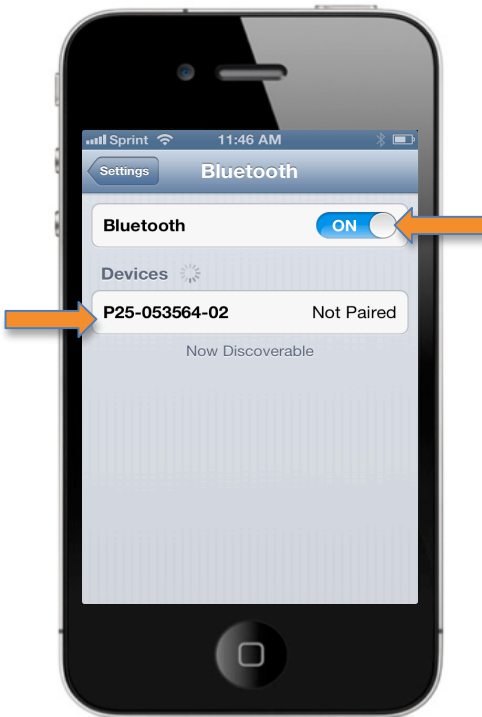 Sprint 11:46 AM
Settings Bluetooth
Bluetooth ON
Devices
P25-053564-02 Not Paired
Now Discoverable